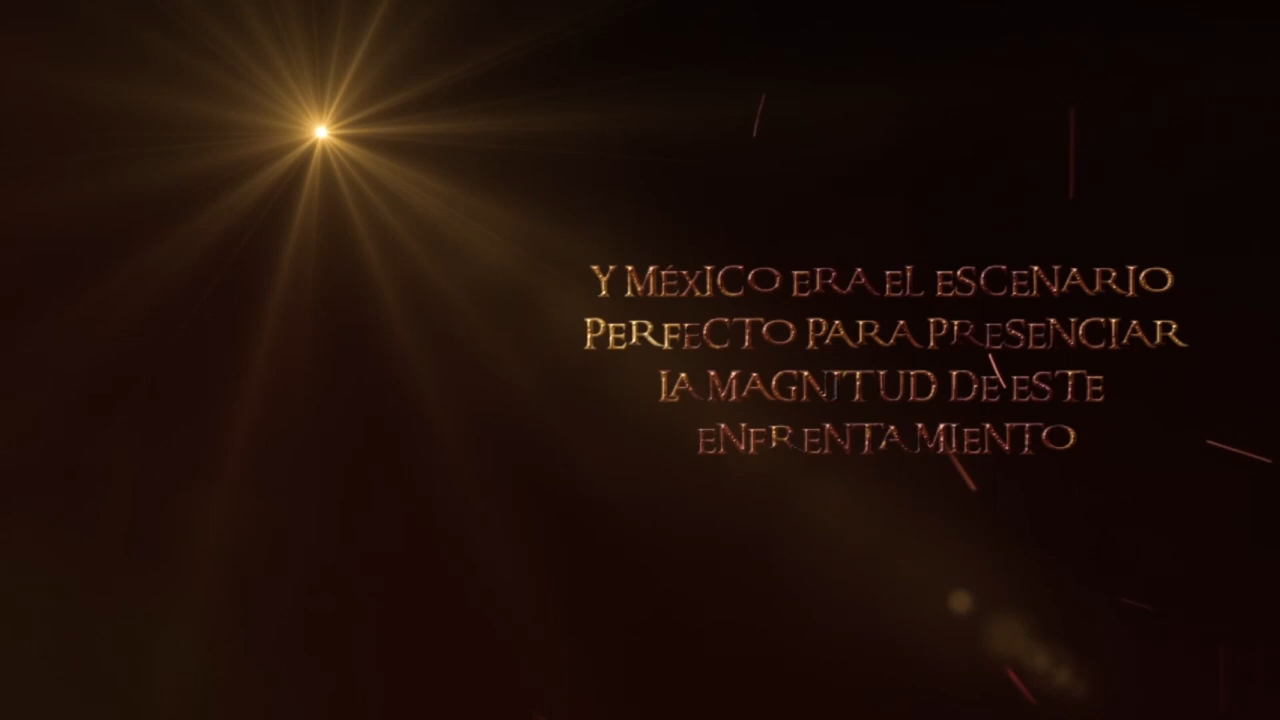 Y MÉXICO ERA EL ESCENARIO
PERFECTO PARA PRESENCIAR
LA MAGNITUD DE ESTE
ENFRENTAMIENTO